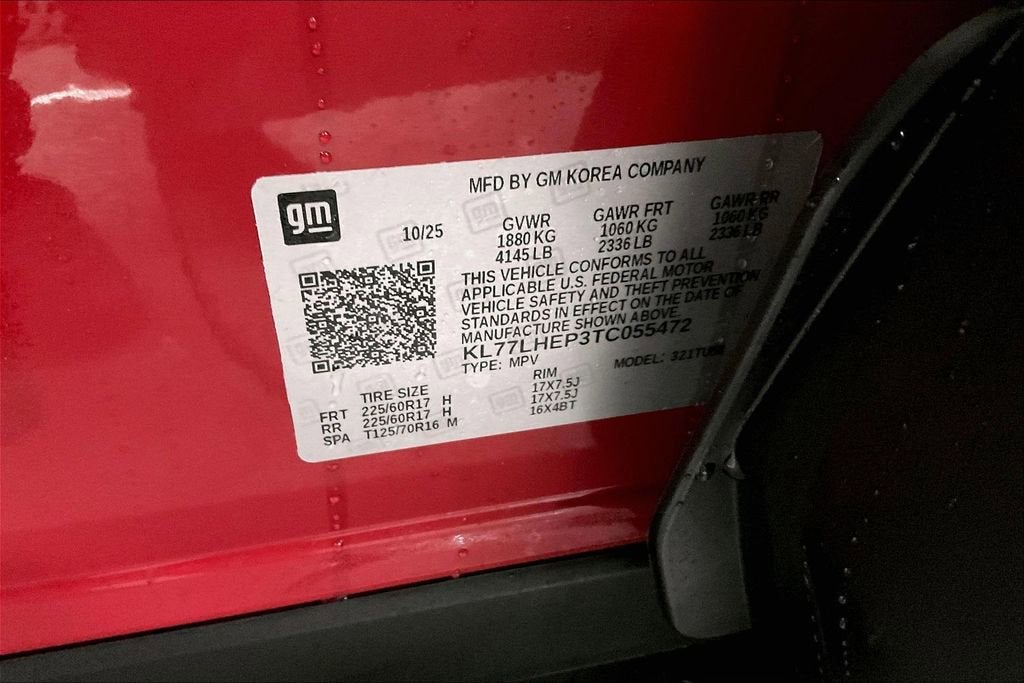 MFD BY GM KOREA COMPANY
gm
10/25
GVWR GAWR FRT GAWR RR
1880 KG 1060 KG 1060 KG
4145 LB 2336 LB 2336 LB
THIS VEHICLE CONFORMS TO ALL
APPLICABLE U.S. FEDERAL MOTOR
VEHICLE SAFETY AND THEFT PREVENTION
STANDARDS IN EFFECT ON THE DATE OF
MANUFACTURE SHOWN ABOVE.
KL77LHEP3TC055472
TYPE: MPV MODEL:
TIRE SIZE RIM
FRT 225/60R17 H 17X7.5J
RR 225/60R17 H 17X7.5J
SPA T125/70R16 M 16X4BT